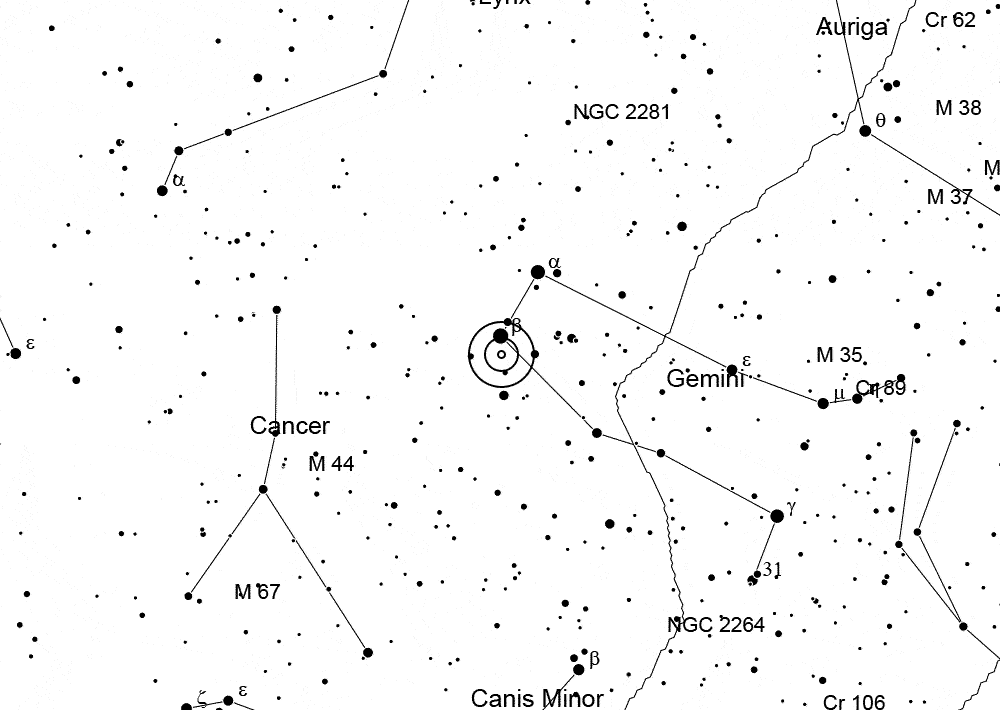 Lynx
Auriga
Cr 62
M 38
NGC 2281
θ
α
M
M 37
α
β
ε
M 35
ε
Gemini
μ
Cr 89
η
Cancer
M 44
γ
31
M 67
NGC 2264
β
ζ
ε
Canis Minor
Cr 106